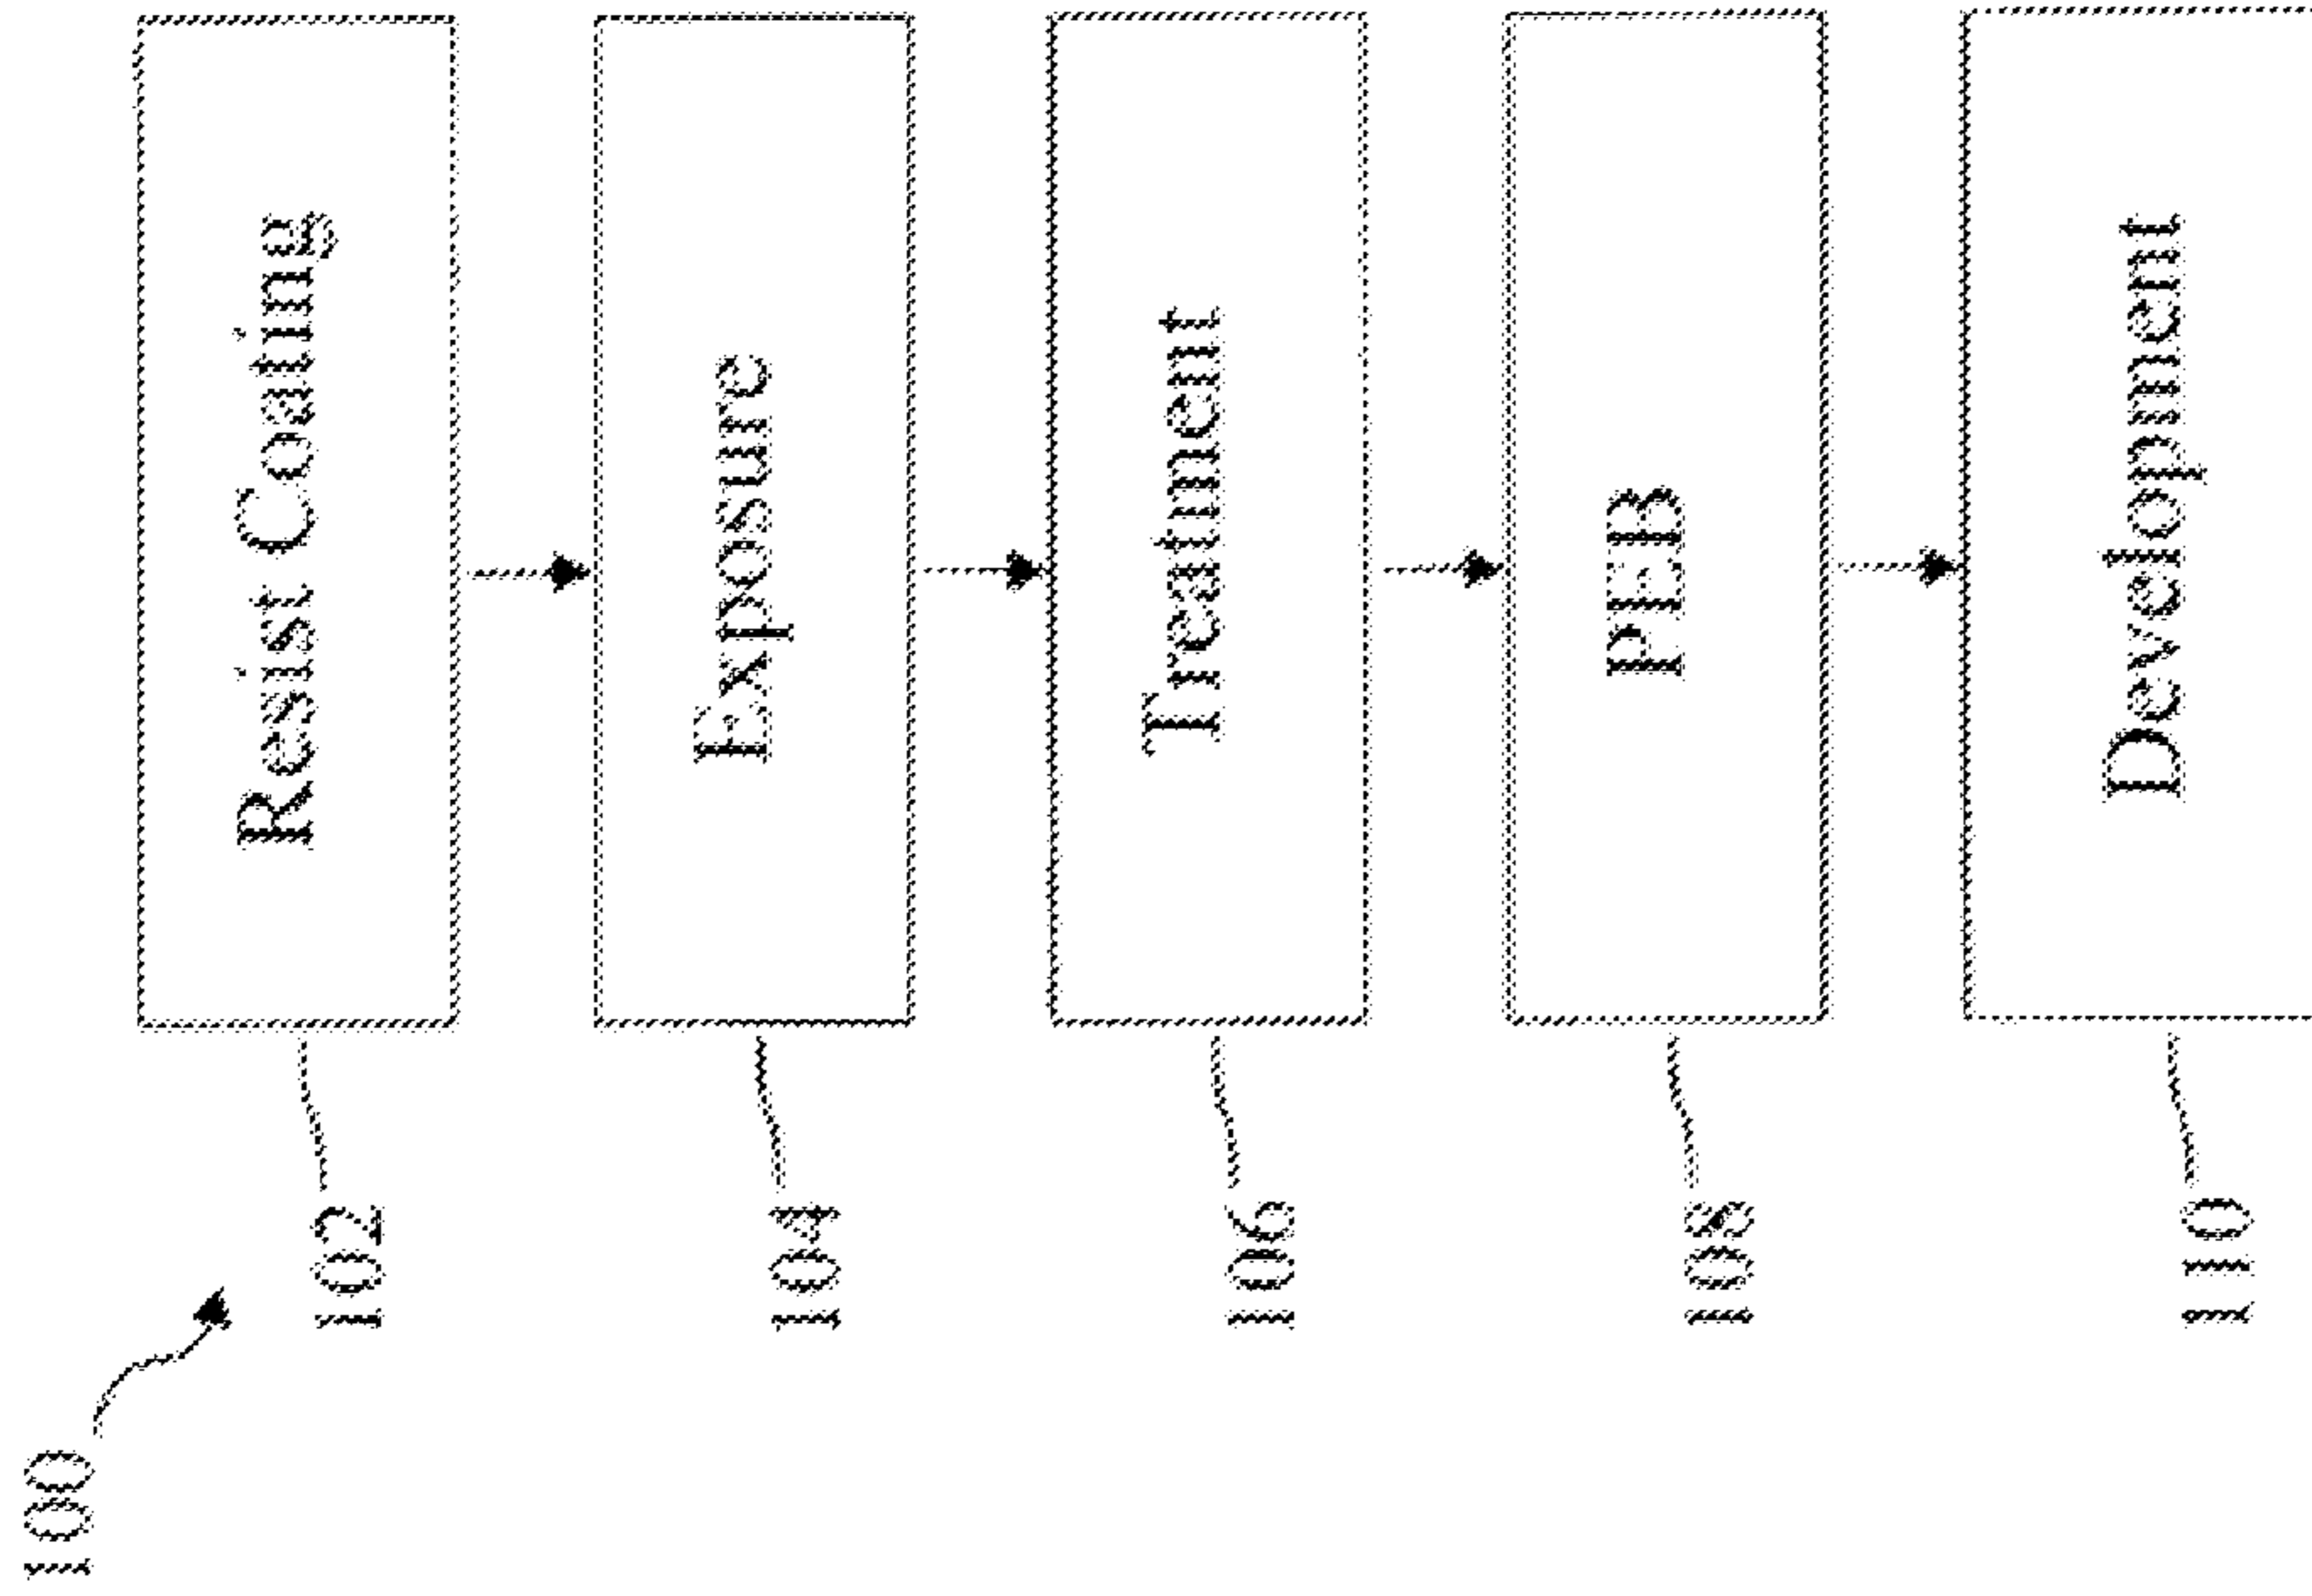 100
102
Resist Coating
104
Exposure
106
Treatment
108
PEB
110
Development